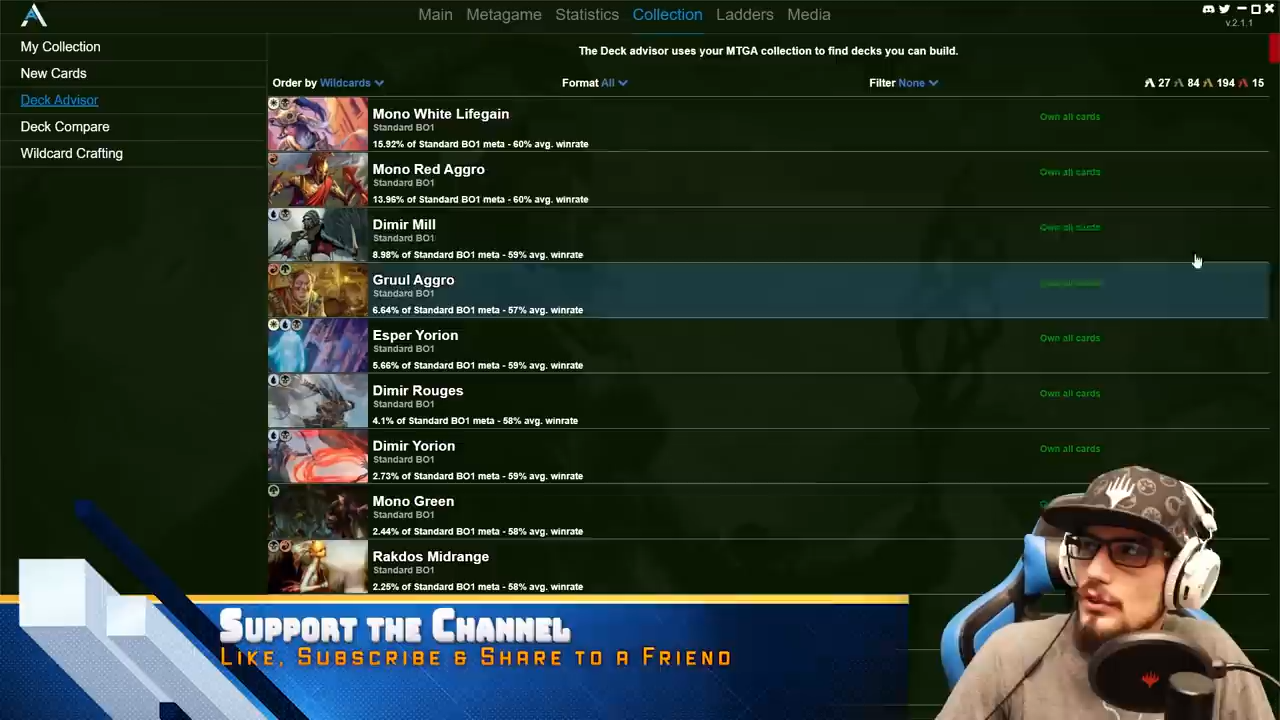 Main Metagame Statistics Collection Ladders Media
v.2.1.1
My Collection
New Cards
Deck Advisor
Deck Compare
Wildcard Crafting
The Deck advisor uses your MTGA collection to find decks you can build.
Order by Wildcards
Format All
Filter None
27 84 194 15
Mono White Lifegain
Standard BO1
15.92% of Standard BO1 meta - 60% avg. winrate
Own all cards
Mono Red Aggro
Standard BO1
13.96% of Standard BO1 meta - 60% avg. winrate
Own all cards
Dimir Mill
Standard BO1
8.98% of Standard BO1 meta - 59% avg. winrate
Own all cards
Gruul Aggro
Standard BO1
6.64% of Standard BO1 meta - 57% avg. winrate
Esper Yorion
Standard BO1
5.66% of Standard BO1 meta - 59% avg. winrate
Own all cards
Dimir Rouges
Standard BO1
4.1% of Standard BO1 meta - 58% avg. winrate
Own all cards
Dimir Yorion
Standard BO1
2.73% of Standard BO1 meta - 59% avg. winrate
Own all cards
Mono Green
Standard BO1
2.44% of Standard BO1 meta - 58% avg. winrate
Rakdos Midrange
Standard BO1
2.25% of Standard BO1 meta - 58% avg. winrate
Support the Channel
Like, Subscribe & Share to a Friend